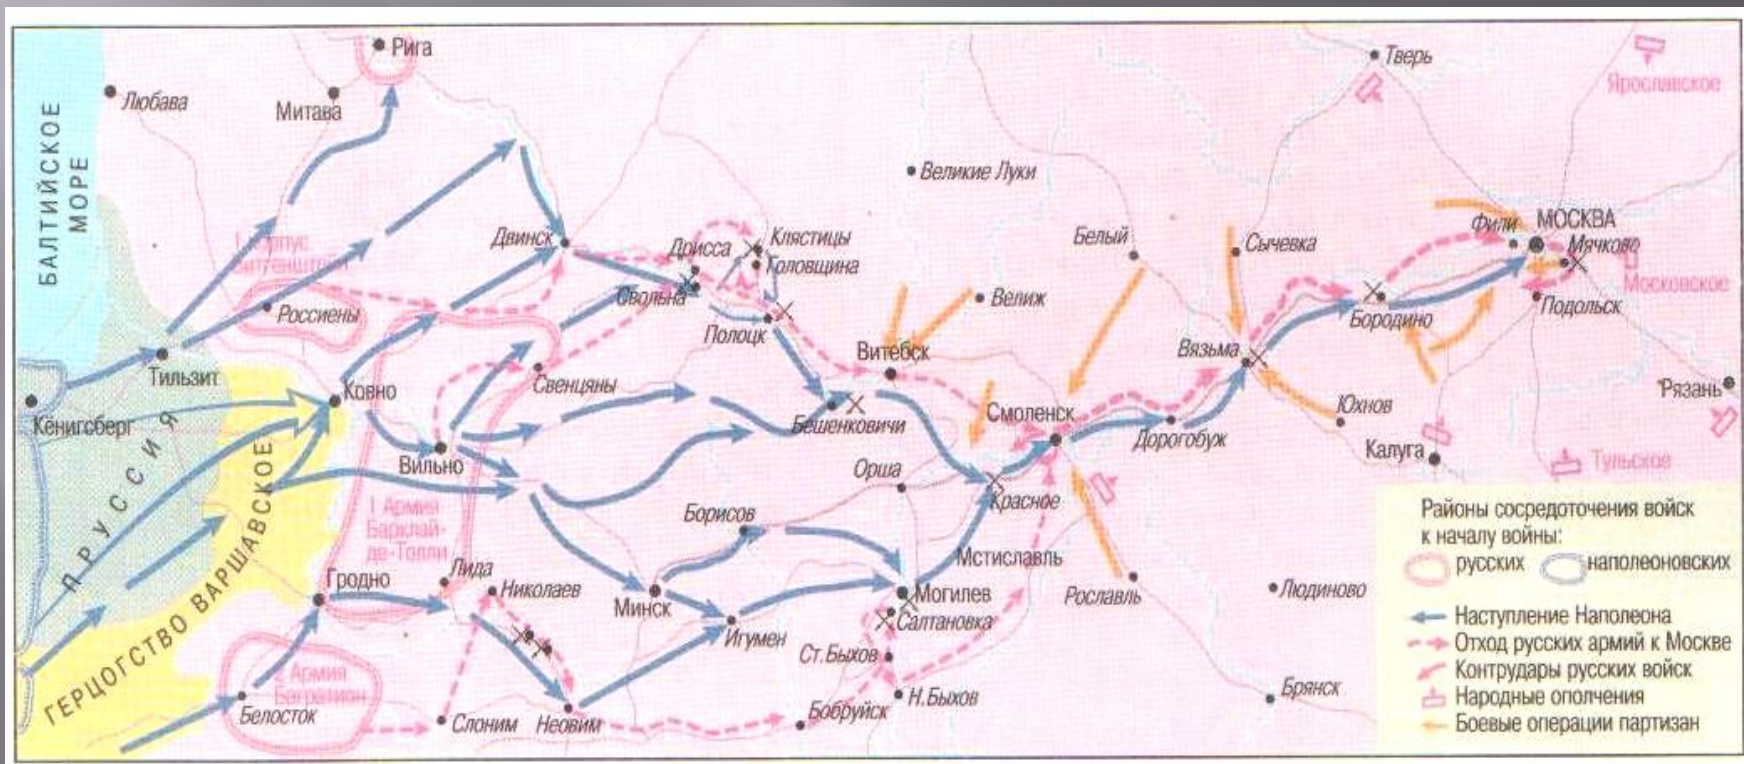 БАЛТИЙСКОЕ
МОРЕ
Любава
Рига
Митава
Тверь
Ярославское
Великие Луки
I Корпус
Витгенштейн
Двинск
Дрисса
Клястицы
Головщина
Свольна
Полоцк
Белый
Сычевка
Фили
МОСКВА
Мячково
Московское
Подольск
Россиены
Велиж
Бородино
Тильзит
Ковно
Свенцяны
Витебск
Вязьма
Рязань
Кёнигсберг
ПРУССИЯ
Вильно
Бешенковичи
Смоленск
Дорогобуж
Юхнов
Калуга
Тульское
Орша
Красное
ГЕРЦОГСТВО ВАРШАВСКОЕ
I Армия
Барклай-
де-Толли
Борисов
Мстиславль
Гродно
Лида
Николаев
Минск
Могилев
Салтановка
Игумен
Рославль
Людиново
Ст.Быхов
Н.Быхов
2 Армия
Багратион
Белосток
Слоним
Неовим
Бобруйск
Брянск
Районы сосредоточения войск
к началу войны:
русских
наполеоновских
Наступление Наполеона
Отход русских армий к Москве
Контрудары русских войск
Народные ополчения
Боевые операции партизан